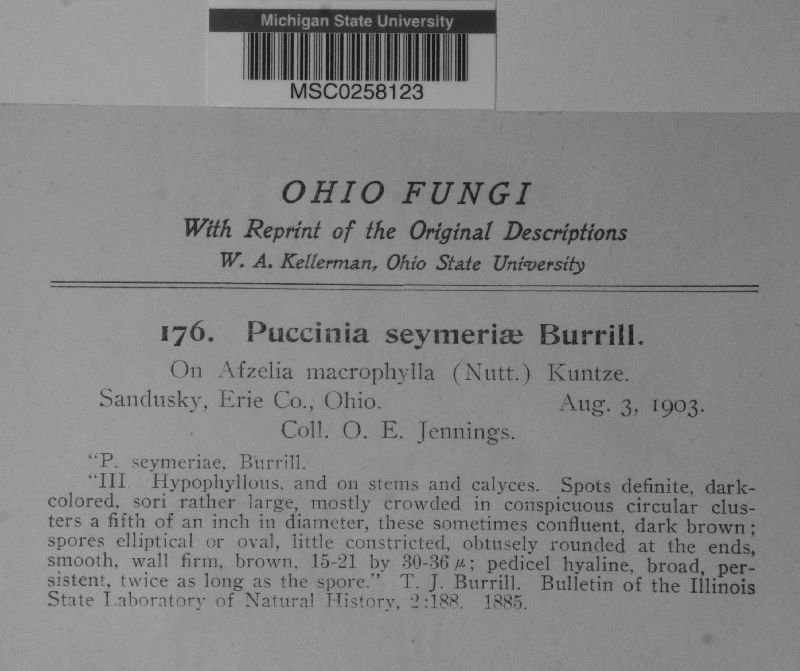 Michigan State University
MSC0258123
OHIO FUNGI
With Reprint of the Original Descriptions
W. A. Kellerman, Ohio State University
176. Puccinia seymeriæ Burrill.
On Afzelia macrophylla (Nutt.) Kuntze.
Sandusky, Erie Co., Ohio. Aug. 3, 1903.
Coll. O. E. Jennings.
"P. seymeriae, Burrill.
"III Hypophyllous, and on stems and calyces. Spots definite, dark-
colored, sori rather large, mostly crowded in conspicuous circular clus-
ters a fifth of an inch in diameter, these sometimes confluent, dark brown;
spores elliptical or oval, little constricted, obtusely rounded at the ends,
smooth, wall firm, brown, 15-21 by 30-36 µ; pedicel hyaline, broad, per-
sistent, twice as long as the spore." T. J. Burrill. Bulletin of the Illinois
State Laboratory of Natural History, 2:188. 1885.